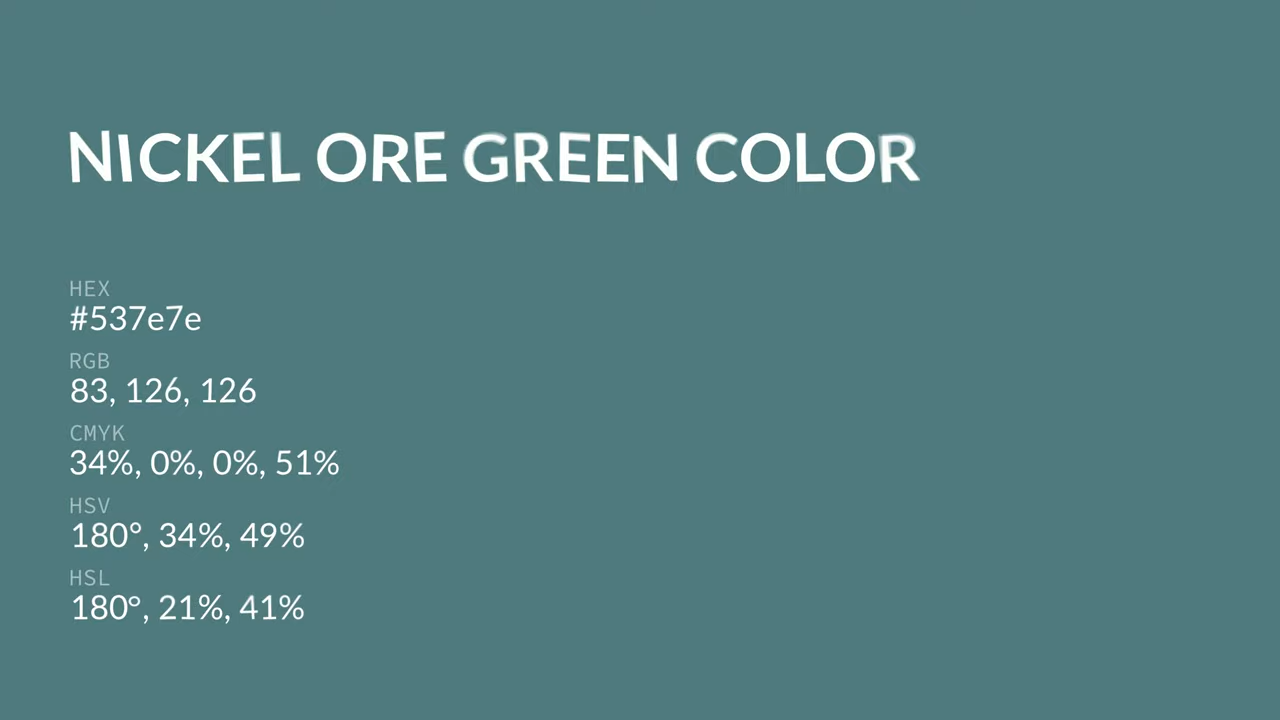 NICKEL ORE GREEN COLOR
HEX
#537e7e
RGB
83, 126, 126
CMYK
34%, 0%, 0%, 51%
HSV
180°, 34%, 49%
HSL
180°, 21%, 41%